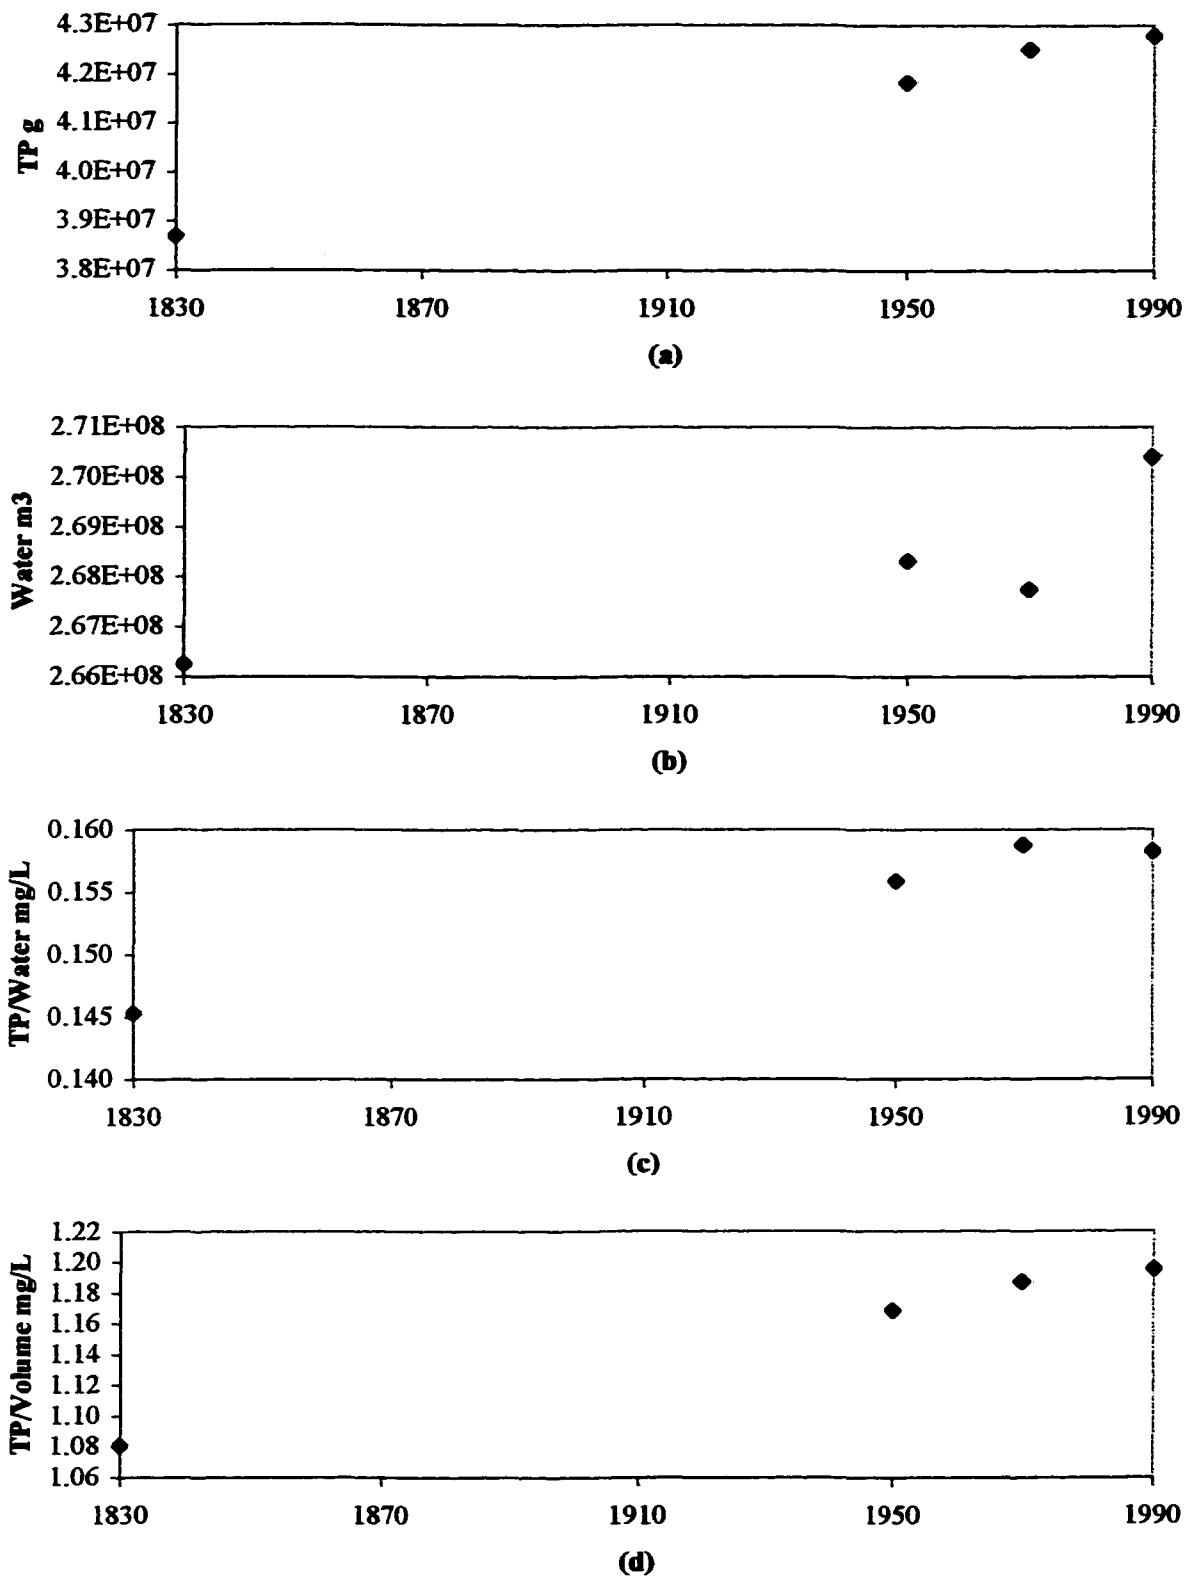 TP g
4.3E+07
4.2E+07
4.1E+07
4.0E+07
3.9E+07
3.8E+07
1830 1870 1910 1950 1990
(a)
Water m3
2.71E+08
2.70E+08
2.69E+08
2.68E+08
2.67E+08
2.66E+08
1830 1870 1910 1950 1990
(b)
TP/Water mg/L
0.160
0.155
0.150
0.145
0.140
1830 1870 1910 1950 1990
(c)
TP/Volume mg/L
1.22
1.20
1.18
1.16
1.14
1.12
1.10
1.08
1.06
1830 1870 1910 1950 1990
(d)